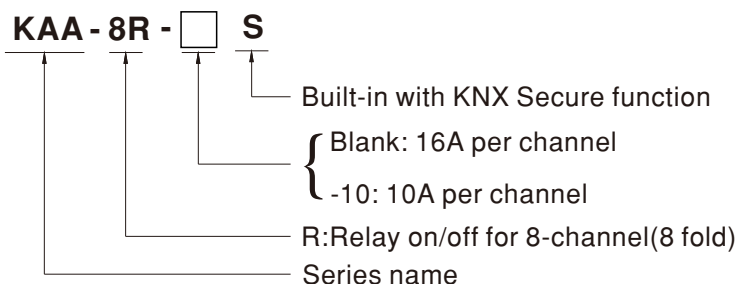 KAA - 8R - □ S
Built-in with KNX Secure function
Blank: 16A per channel
-10: 10A per channel
R:Relay on/off for 8-channel(8 fold)
Series name